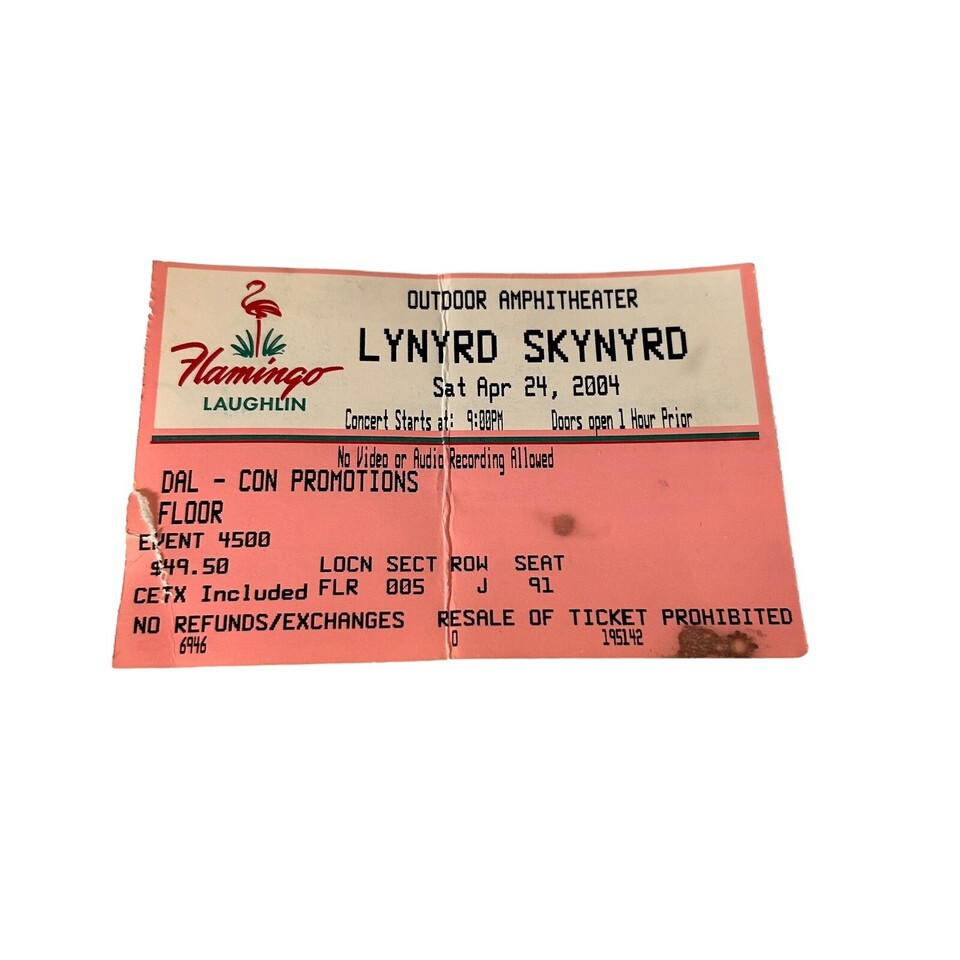 OUTDOOR AMPHITHEATER
LYNYRD SKYNYRD
Sat Apr 24, 2004
Flamingo
LAUGHLIN
Concert Starts at: 9:00PM Doors open 1 Hour Prior
No Video or Audio Recording Allowed
DAL - CON PROMOTIONS
FLOOR
EVENT 4500
$49.50 LOCN SECT ROW SEAT
CETX Included FLR 005 J 91
NO REFUNDS/EXCHANGES RESALE OF TICKET PROHIBITED
6946 0 195142